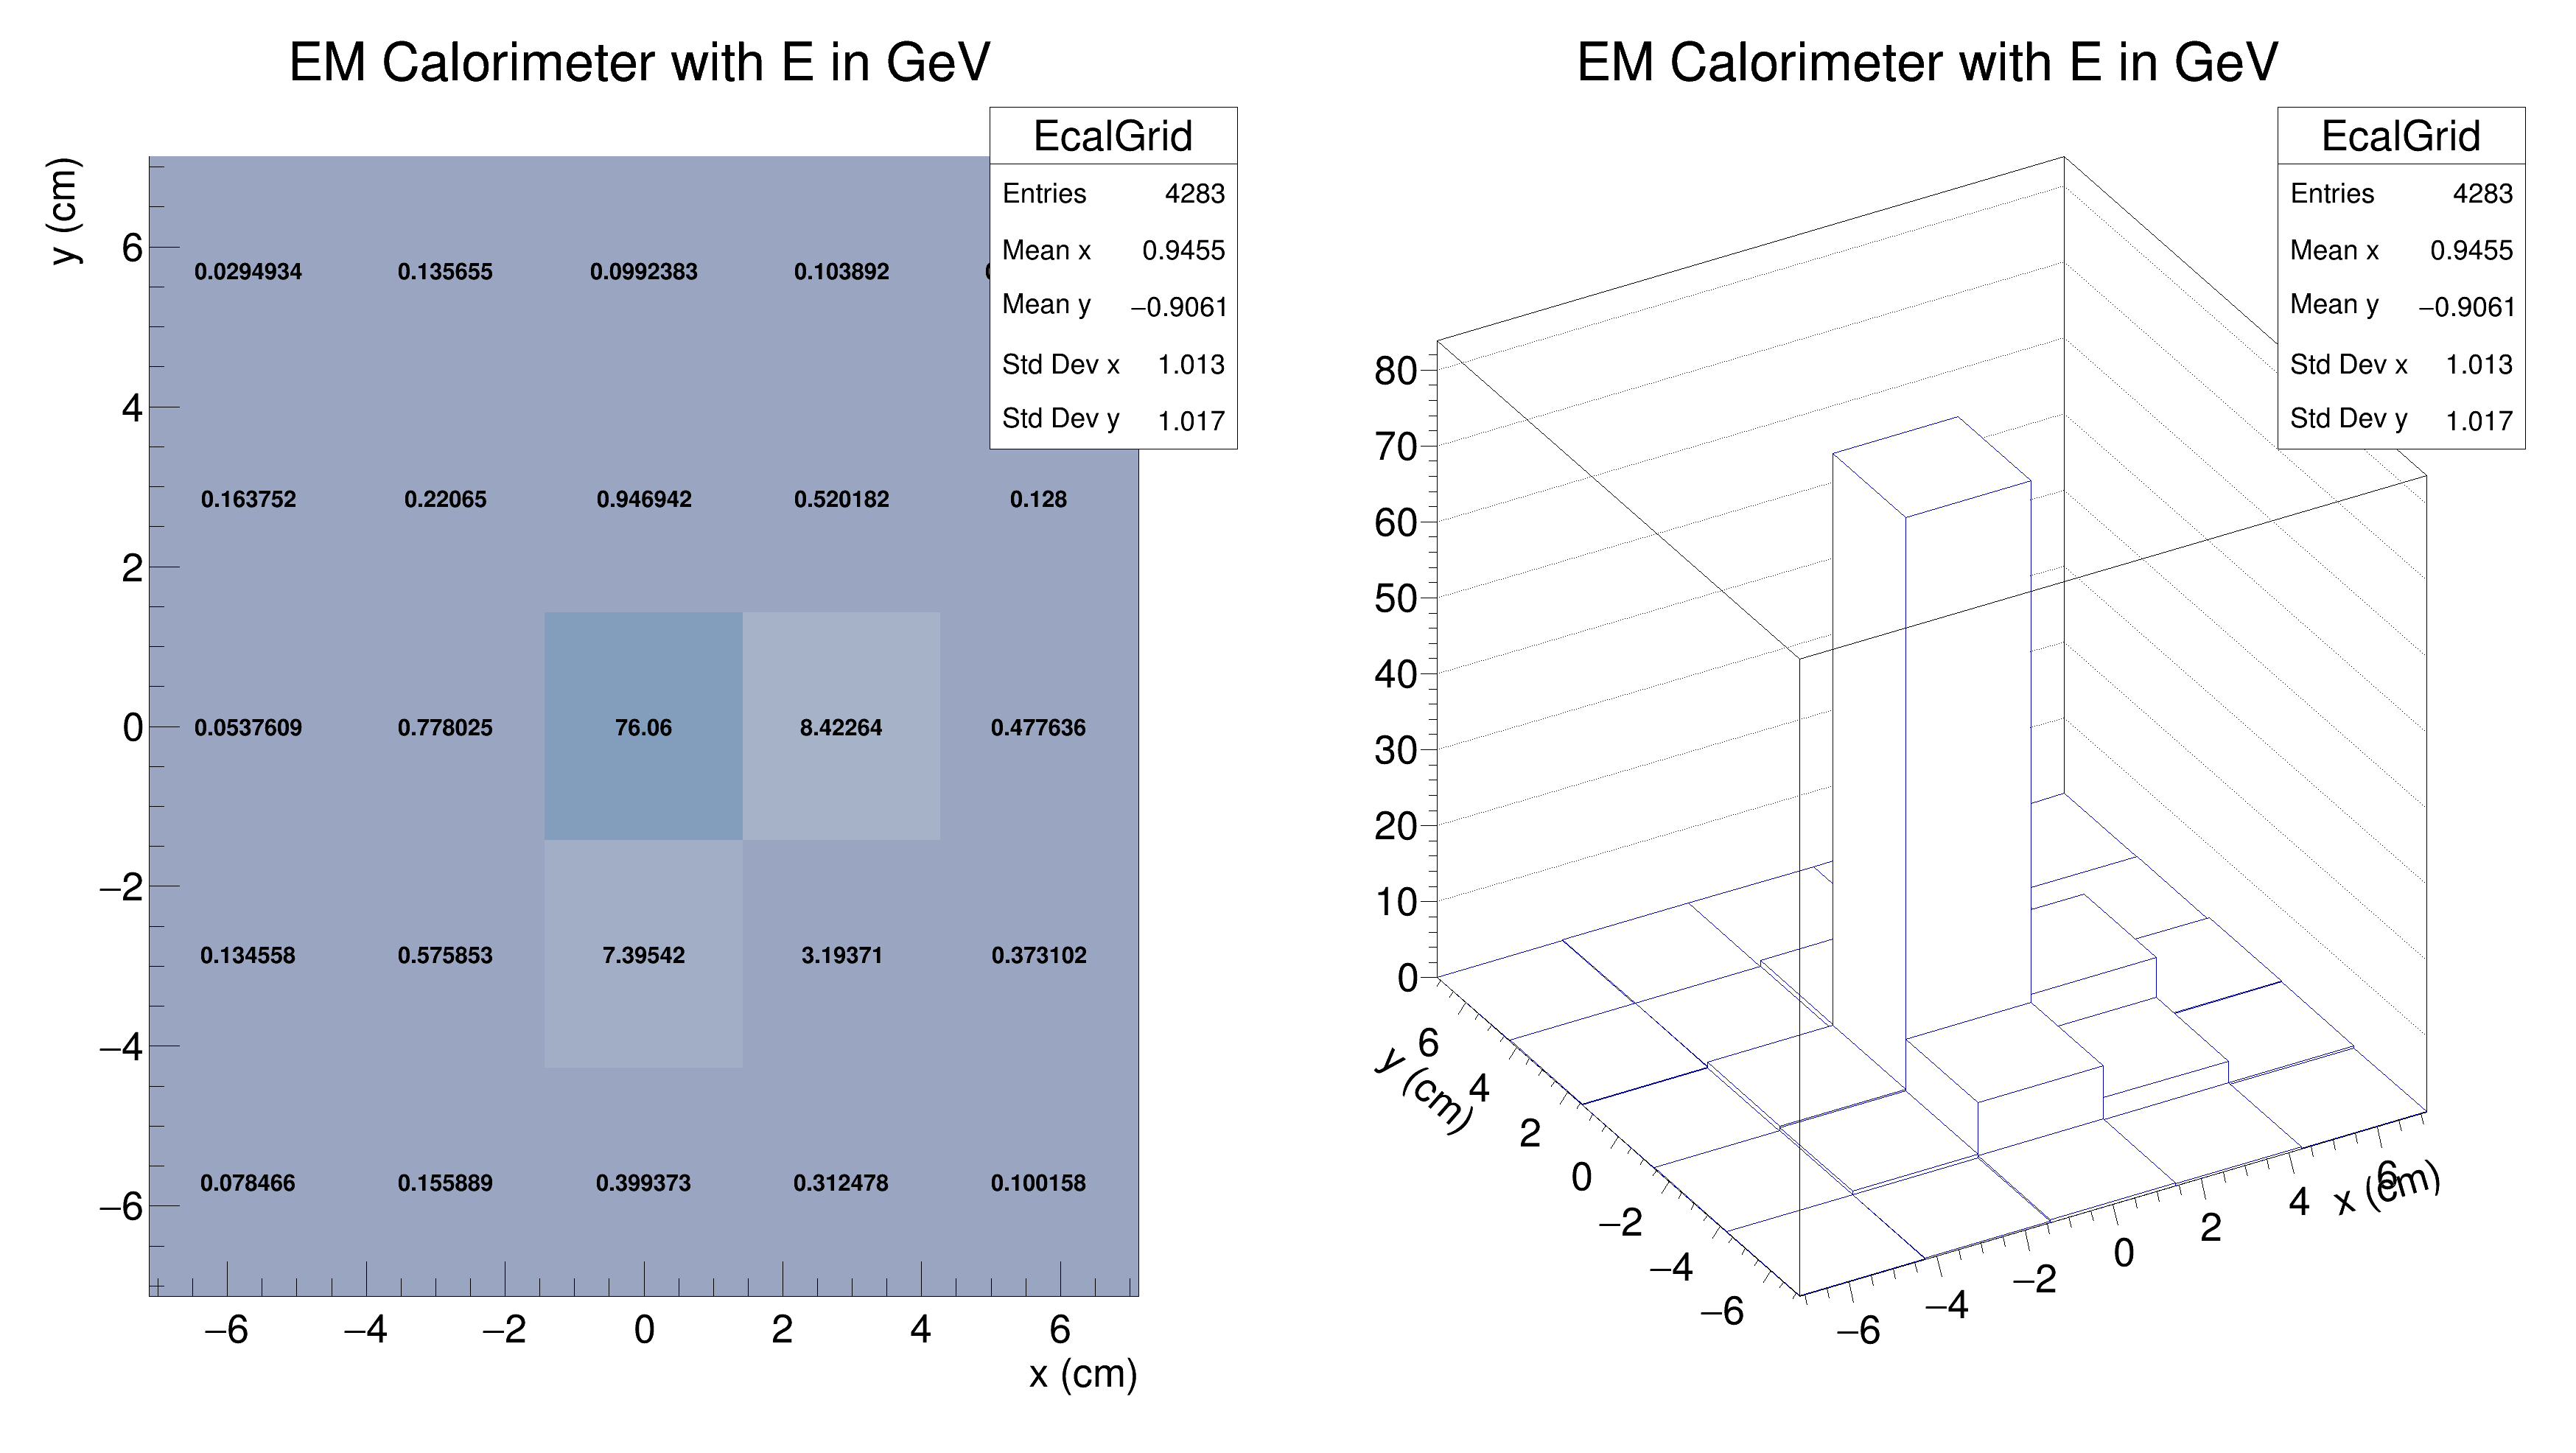 EM Calorimeter with E in GeV
EcalGrid
Entries 4283
Mean x 0.9455
Mean y −0.9061
Std Dev x 1.013
Std Dev y 1.017
y (cm)
6
4
2
0
−2
−4
−6
0.0294934 0.135655 0.0992383 0.103892
0.163752 0.22065 0.946942 0.520182 0.128
0.0537609 0.778025 76.06 8.42264 0.477636
0.134558 0.575853 7.39542 3.19371 0.373102
0.078466 0.155889 0.399373 0.312478 0.100158
−6 −4 −2 0 2 4 6
x (cm)
EM Calorimeter with E in GeV
EcalGrid
Entries 4283
Mean x 0.9455
Mean y −0.9061
Std Dev x 1.013
Std Dev y 1.017
80
70
60
50
40
30
20
10
0
6
4
2
0
−2
−4
−6
y (cm)
−6
−4
−2
0
2
4
6
x (cm)